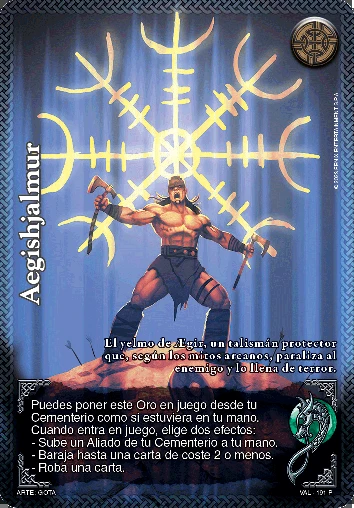 Aegishjalmur
El yelmo de Ægir, un talismán protector
que, según los mitos arcanos, paraliza al
enemigo y lo llena de terror.
Puedes poner este Oro en juego desde tu
Cementerio como si estuviera en tu mano.
Cuando entra en juego, elige dos efectos:
- Sube un Aliado de tu Cementerio a tu mano.
- Baraja hasta una carta de coste 2 o menos.
- Roba una carta.
ARTE: GIOTA